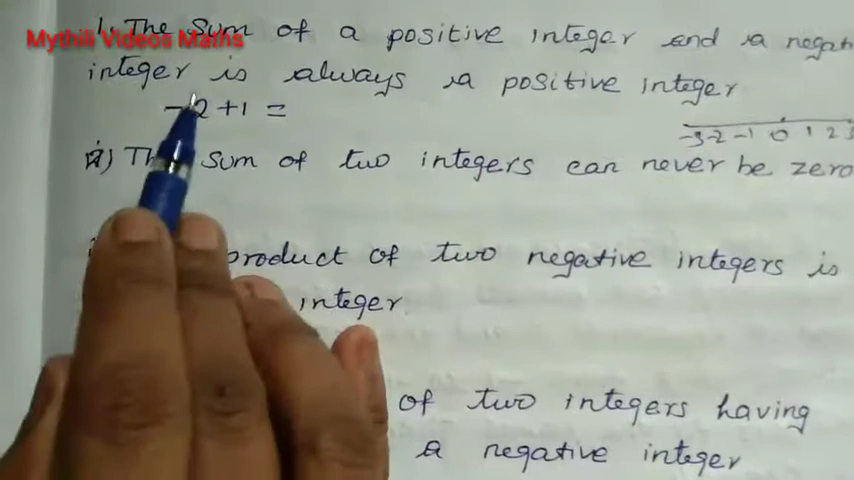 1. The Sum of a positive integer and a negati
Mythili Videos Maths
integer is always a positive integer
-2 +1 =
-3 -2 -1 0 1 2 3
ii) The sum of two integers can never be zero
product of two negative integers is
integer
of two integers having
a negative integer